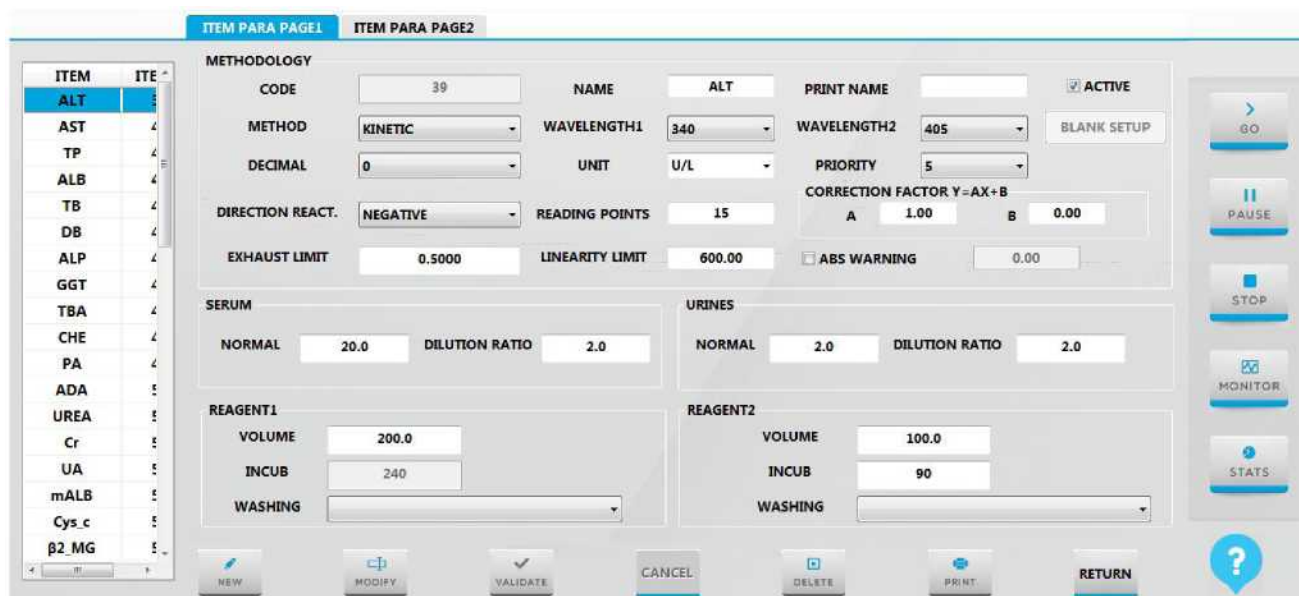 ITEM PARA PAGE1 ITEM PARA PAGE2
ITEM ITE
ALT
AST
TP
ALB
TB
DB
ALP
GGT
TBA
CHE
PA
ADA
UREA
Cr
UA
mALB
Cys_c
β2_MG
METHODOLOGY
CODE 39 NAME ALT PRINT NAME ACTIVE
METHOD KINETIC WAVELENGTH1 340 WAVELENGTH2 405 BLANK SETUP
DECIMAL 0 UNIT U/L PRIORITY 5
CORRECTION FACTOR Y=AX+B
DIRECTION REACT. NEGATIVE READING POINTS 15 A 1.00 B 0.00
EXHAUST LIMIT 0.5000 LINEARITY LIMIT 600.00 ABS WARNING 0.00
SERUM
NORMAL 20.0 DILUTION RATIO 2.0
URINES
NORMAL 2.0 DILUTION RATIO 2.0
REAGENT1
VOLUME 200.0
INCUB 240
WASHING
REAGENT2
VOLUME 100.0
INCUB 90
WASHING
NEW MODIFY VALIDATE CANCEL DELETE PRINT RETURN
GO
PAUSE
STOP
MONITOR
STATS
?